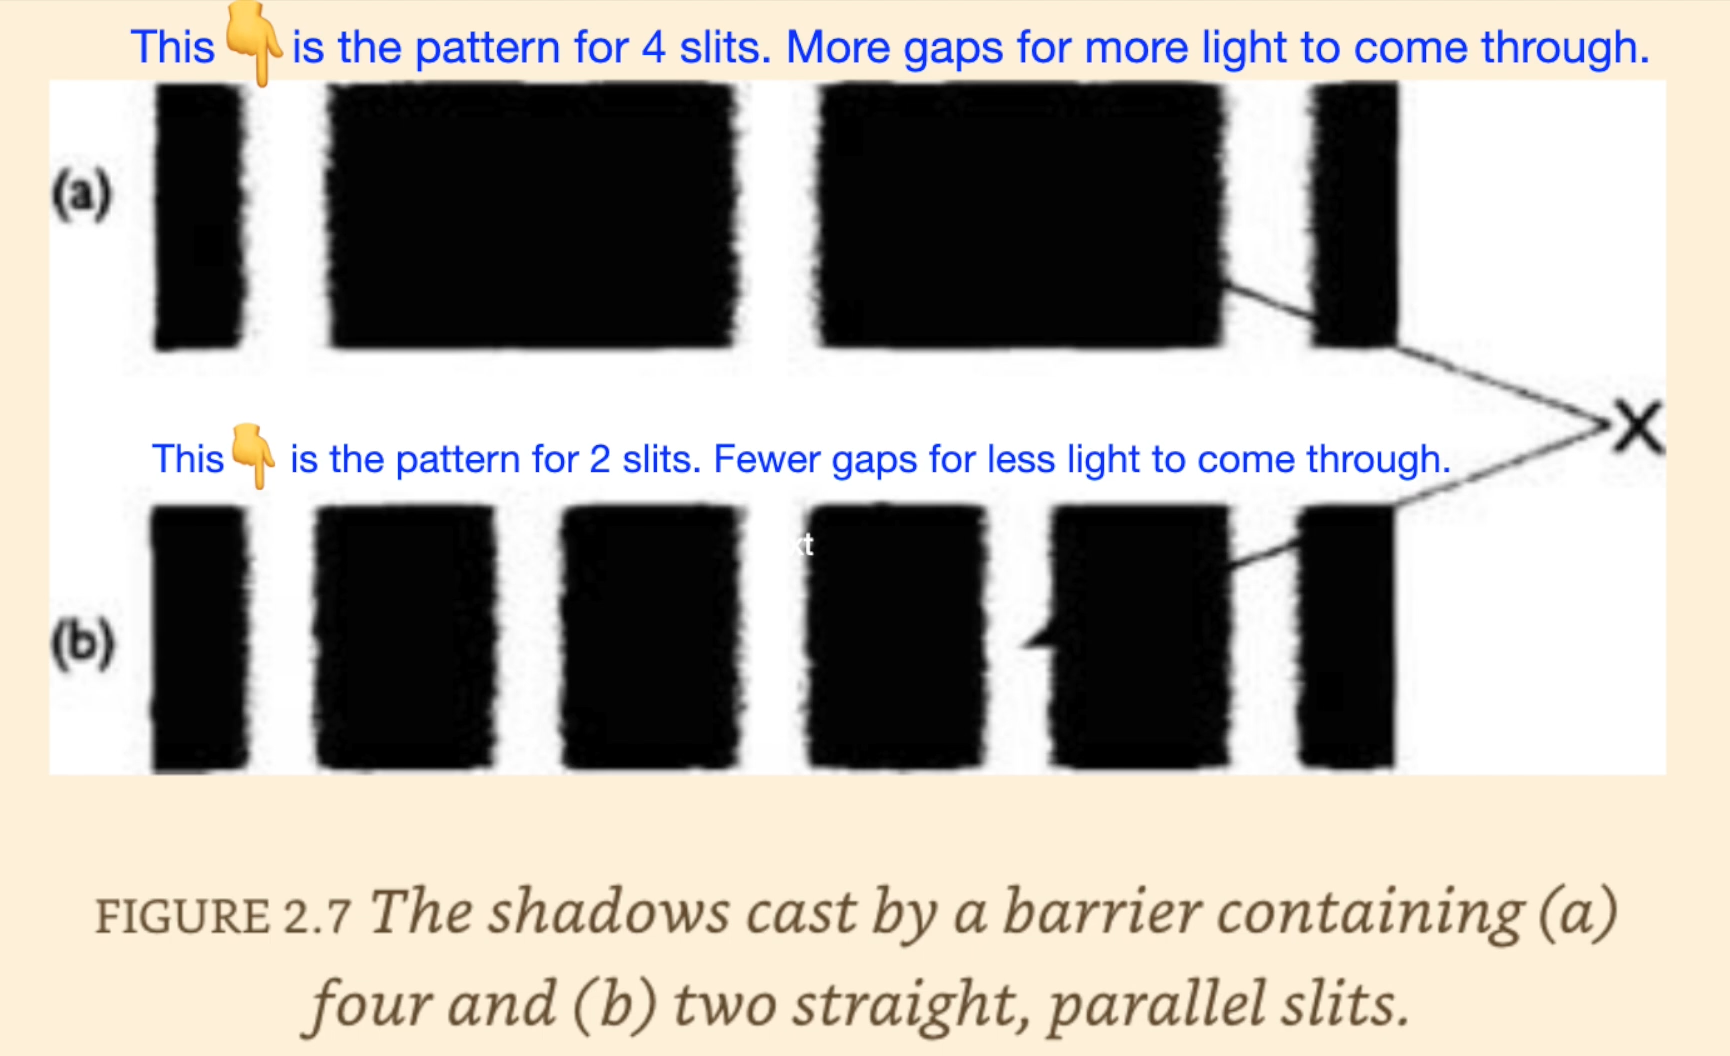 This 👇 is the pattern for 4 slits. More gaps for more light to come through.
(a)
X
This 👇 is the pattern for 2 slits. Fewer gaps for less light to come through.
(b)
FIGURE 2.7 The shadows cast by a barrier containing (a)
four and (b) two straight, parallel slits.